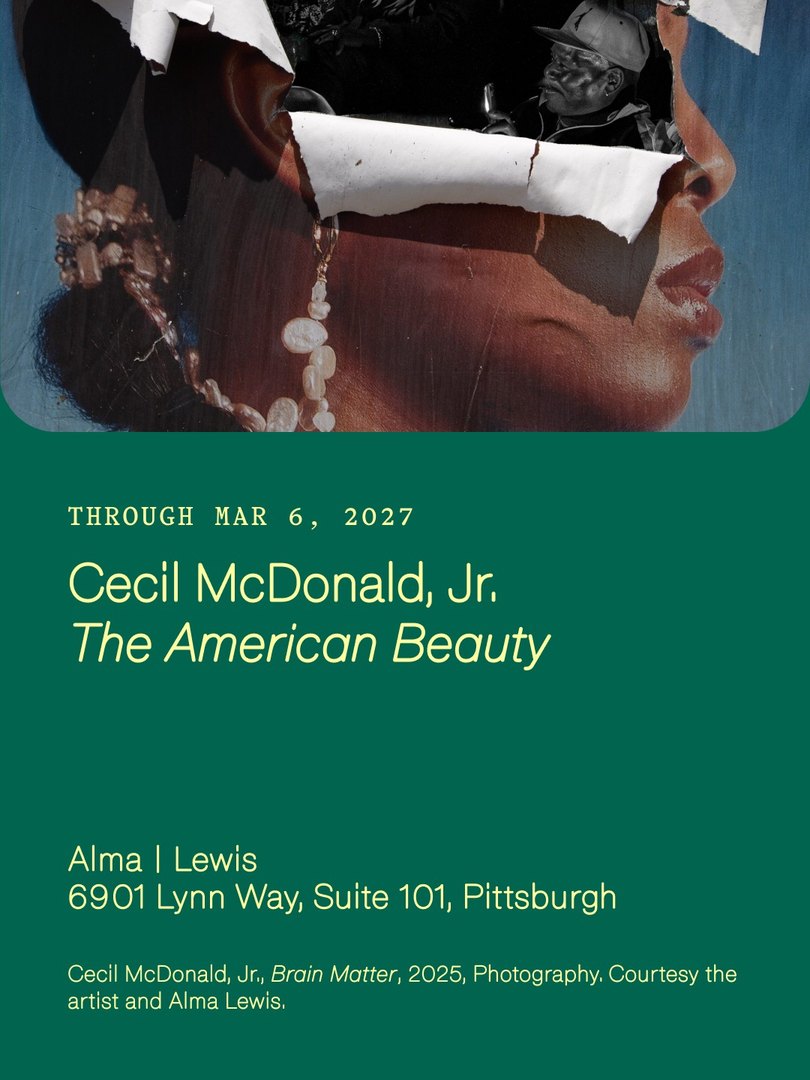 THROUGH MAR 6, 2027
Cecil McDonald, Jr.
The American Beauty
Alma | Lewis
6901 Lynn Way, Suite 101, Pittsburgh
Cecil McDonald, Jr., Brain Matter, 2025, Photography. Courtesy the
artist and Alma Lewis.